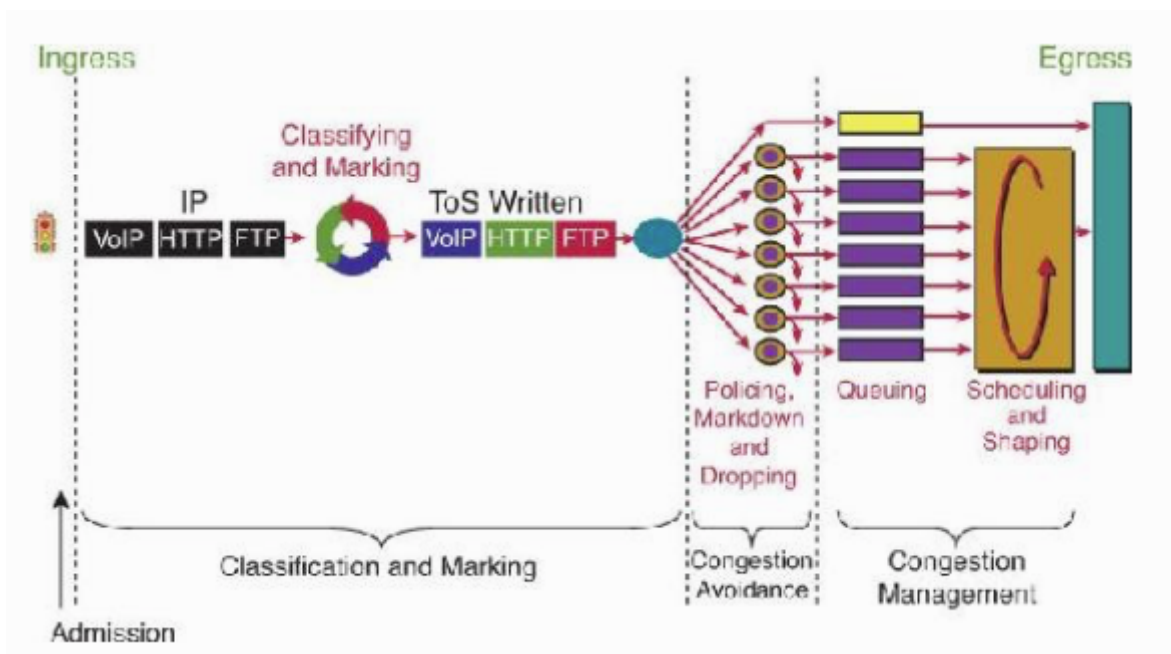 Ingress
Egress
Classifying
and Marking
IP
ToS Written
VoIP HTTP FTP
VoIP HTTP FTP
Policing,
Markdown
and
Dropping
Queuing
Scheduling
and
Shaping
Classification and Marking
Congestion
Avoidance
Congestion
Management
Admission